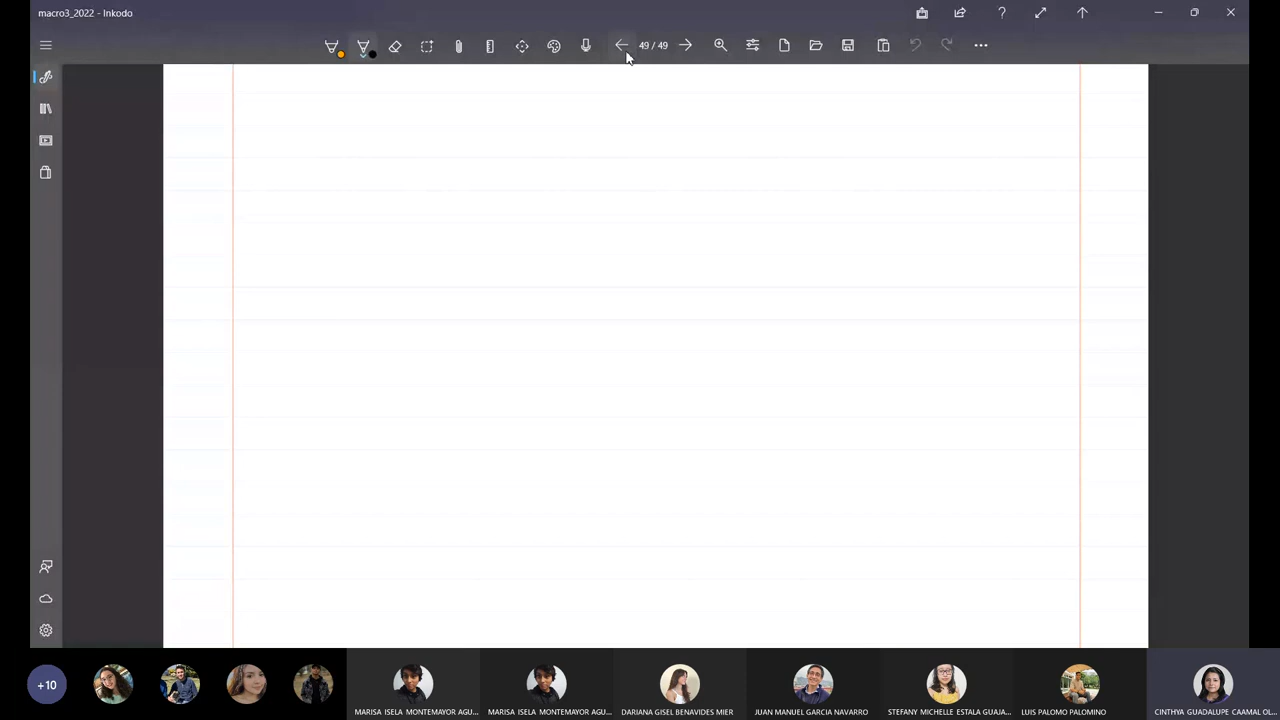 macro3_2022 - Inkodo
49 / 49
+10
MARISA ISELA MONTEMAYOR AGU...
MARISA ISELA MONTEMAYOR AGU...
DARIANA GISEL BENAVIDES MIER
JUAN MANUEL GARCIA NAVARRO
STEFANY MICHELLE ESTALA GUAJA...
LUIS PALOMO PALOMINO
CINTHYA GUADALUPE CAAMAL OL...